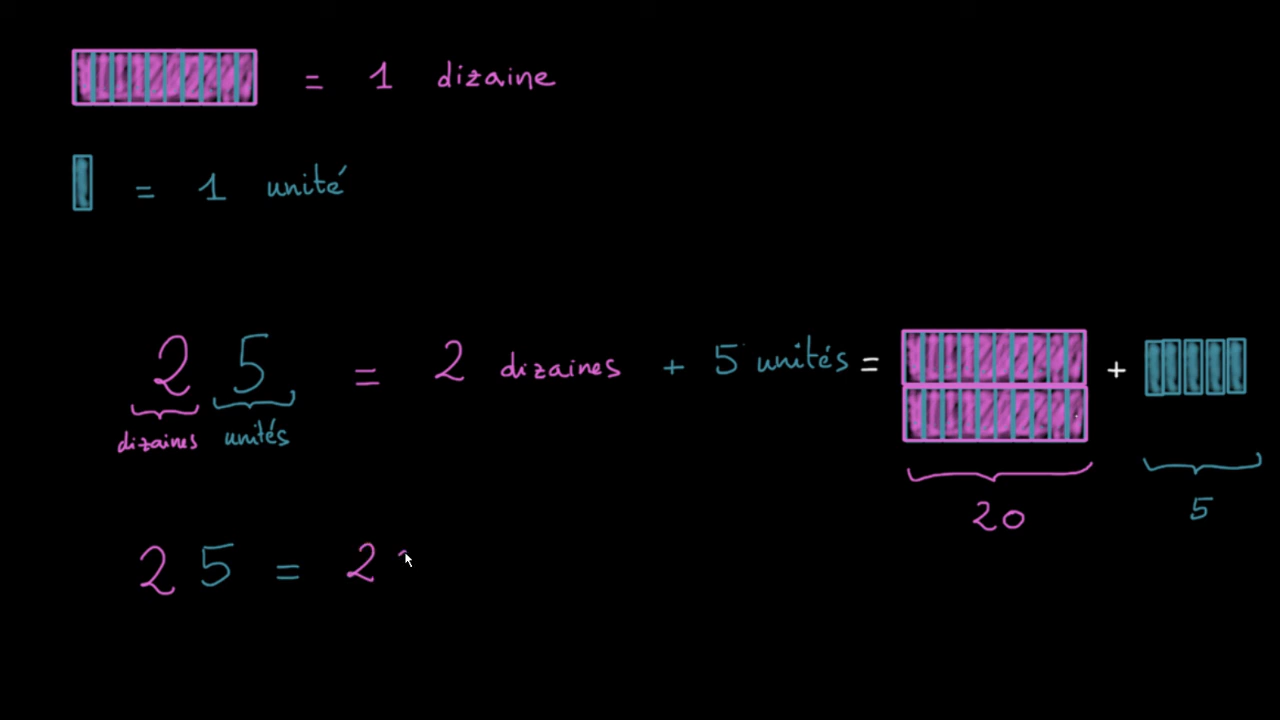 = 1 dizaine
= 1 unité
2 5 = 2 dizaines + 5 unités = +
dizaines unités
20 5
2 5 = 2